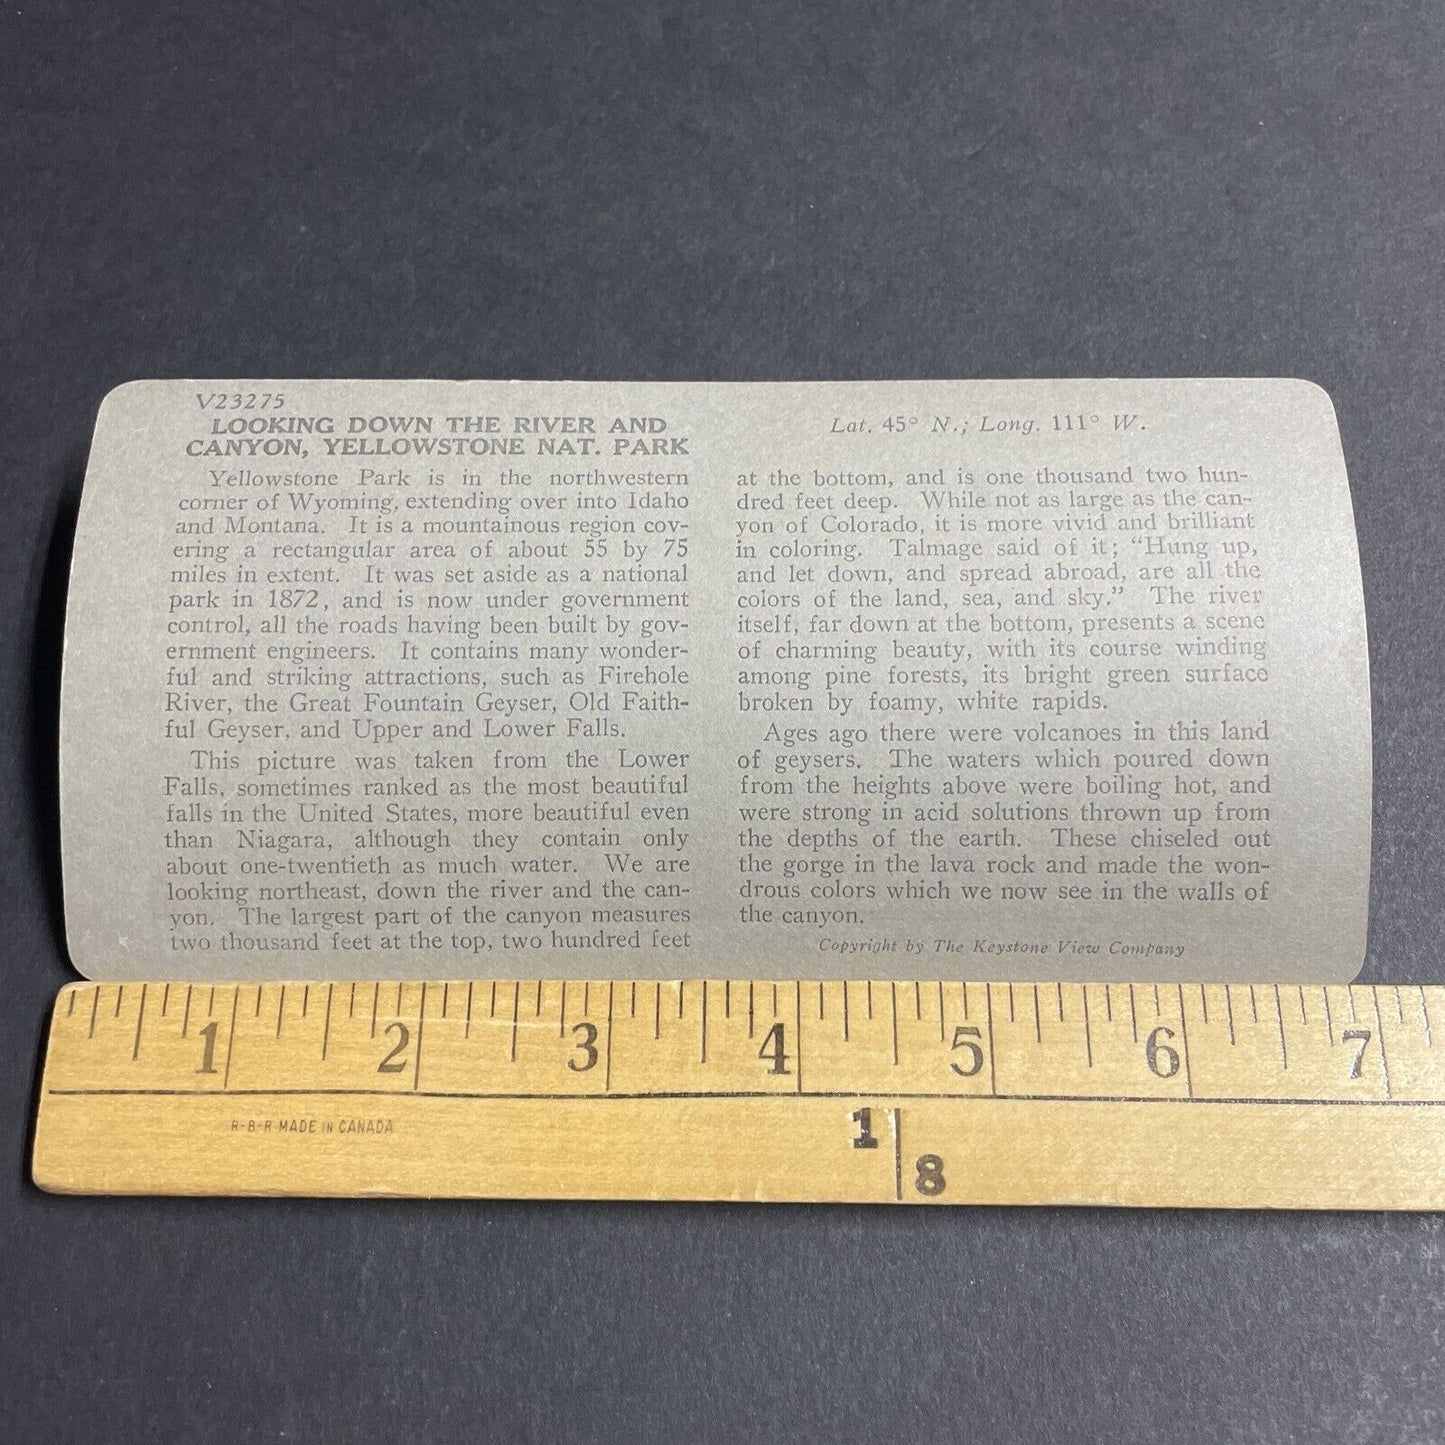 V23275
LOOKING DOWN THE RIVER AND
CANYON, YELLOWSTONE NAT. PARK
Yellowstone Park is in the northwestern
corner of Wyoming, extending over into Idaho
and Montana. It is a mountainous region cov-
ering a rectangular area of about 55 by 75
miles in extent. It was set aside as a national
park in 1872, and is now under government
control, all the roads having been built by gov-
ernment engineers. It contains many wonder-
ful and striking attractions, such as Firehole
River, the Great Fountain Geyser, Old Faith-
ful Geyser, and Upper and Lower Falls.
This picture was taken from the Lower
Falls, sometimes ranked as the most beautiful
falls in the United States, more beautiful even
than Niagara, although they contain only
about one-twentieth as much water. We are
looking northeast, down the river and the can-
yon. The largest part of the canyon measures
two thousand feet at the top, two hundred feet
Lat. 45° N.; Long. 111° W.
at the bottom, and is one thousand two hun-
dred feet deep. While not as large as the can-
yon of Colorado, it is more vivid and brilliant
in coloring. Talmage said of it; "Hung up,
and let down, and spread abroad, are all the
colors of the land, sea, and sky." The river
itself, far down at the bottom, presents a scene
of charming beauty, with its course winding
among pine forests, its bright green surface
broken by foamy, white rapids.
Ages ago there were volcanoes in this land
of geysers. The waters which poured down
from the heights above were boiling hot, and
were strong in acid solutions thrown up from
the depths of the earth. These chiseled out
the gorge in the lava rock and made the won-
drous colors which we now see in the walls of
the canyon.
Copyright by The Keystone View Company
1 2 3 4 5 6 7
R-B-R MADE IN CANADA
1
8